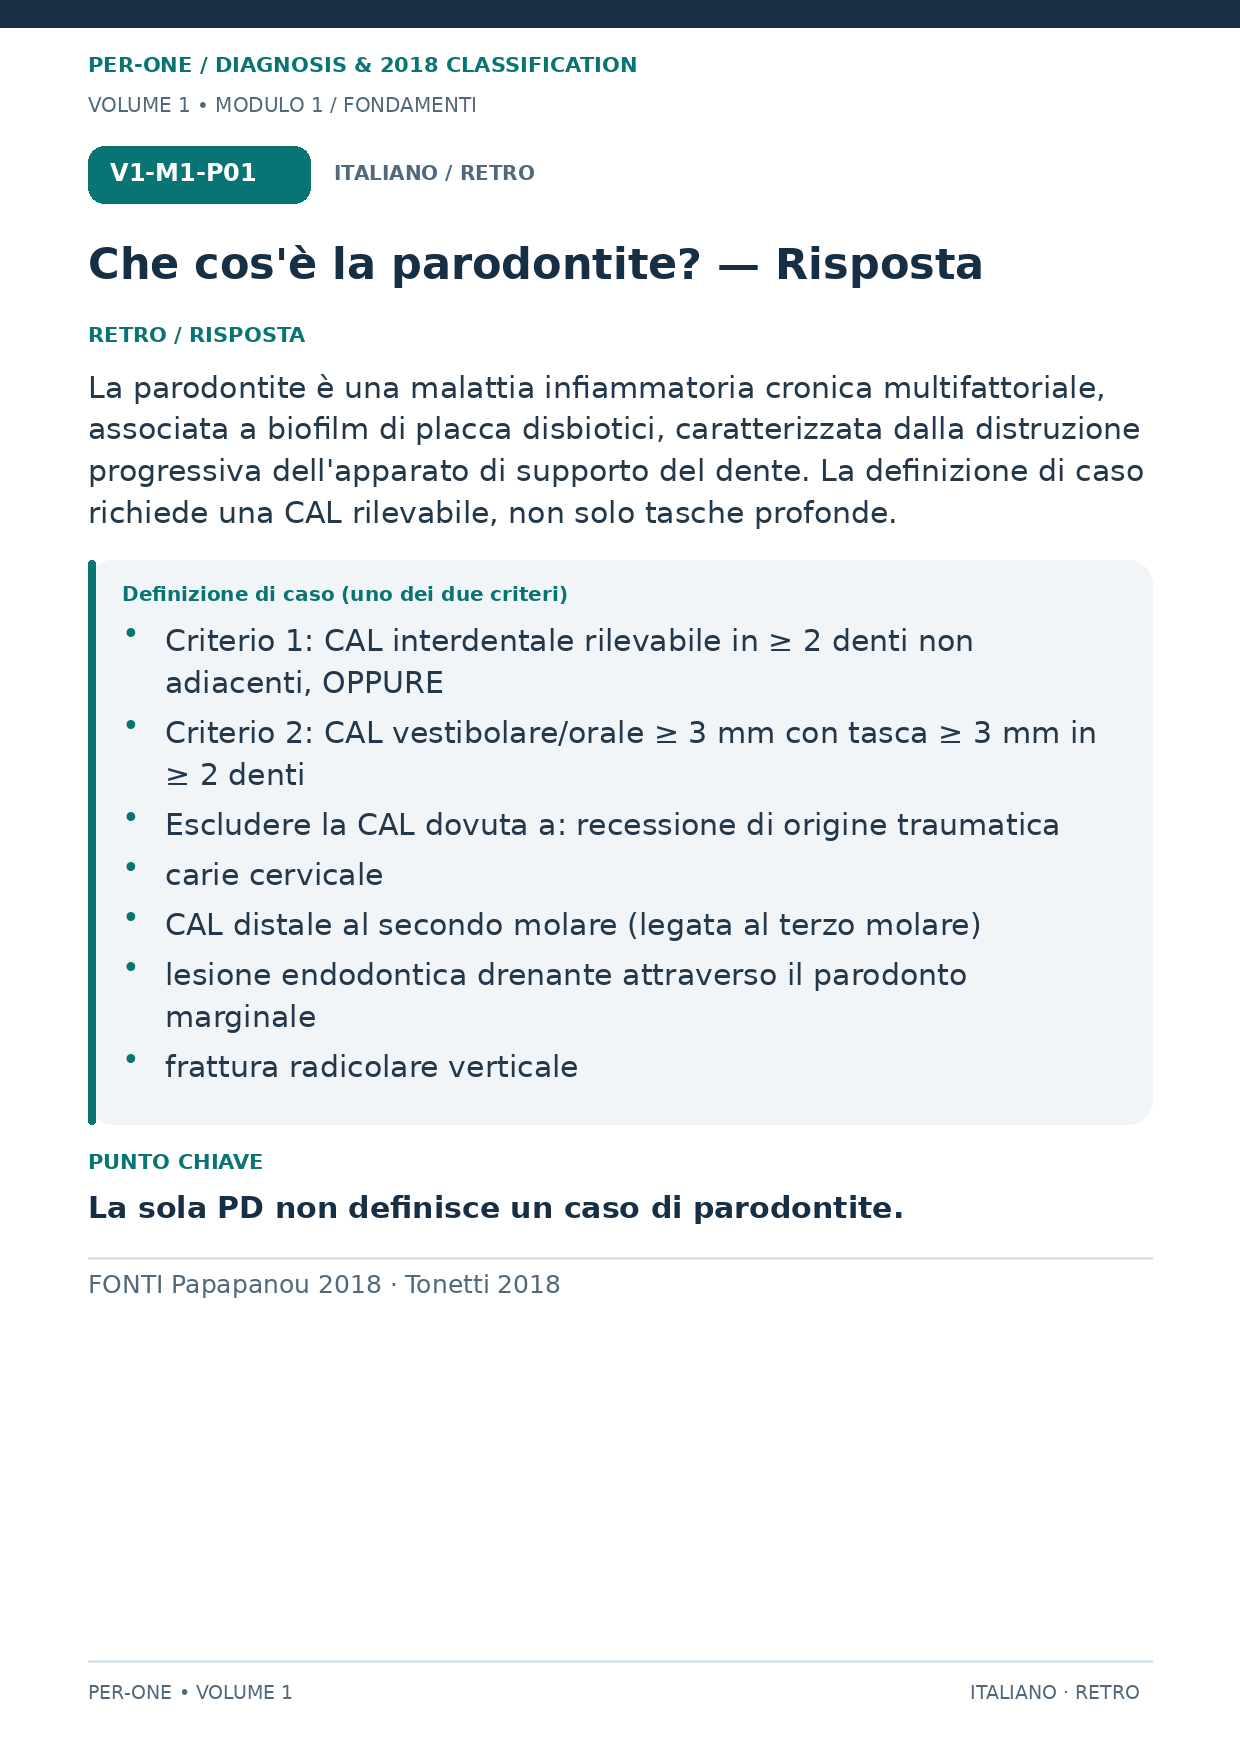 PER-ONE / DIAGNOSIS & 2018 CLASSIFICATION
VOLUME 1 • MODULO 1 / FONDAMENTI
V1-M1-P01
ITALIANO / RETRO
Che cos'è la parodontite? — Risposta
RETRO / RISPOSTA
La parodontite è una malattia infiammatoria cronica multifattoriale,
associata a biofilm di placca disbiotici, caratterizzata dalla distruzione
progressiva dell'apparato di supporto del dente. La definizione di caso
richiede una CAL rilevabile, non solo tasche profonde.
Definizione di caso (uno dei due criteri)
• Criterio 1: CAL interdentale rilevabile in ≥ 2 denti non
adiacenti, OPPURE
• Criterio 2: CAL vestibolare/orale ≥ 3 mm con tasca ≥ 3 mm in
≥ 2 denti
• Escludere la CAL dovuta a: recessione di origine traumatica
• carie cervicale
• CAL distale al secondo molare (legata al terzo molare)
• lesione endodontica drenante attraverso il parodonto
marginale
• frattura radicolare verticale
PUNTO CHIAVE
La sola PD non definisce un caso di parodontite.
FONTI Papapanou 2018 · Tonetti 2018
PER-ONE • VOLUME 1
ITALIANO · RETRO